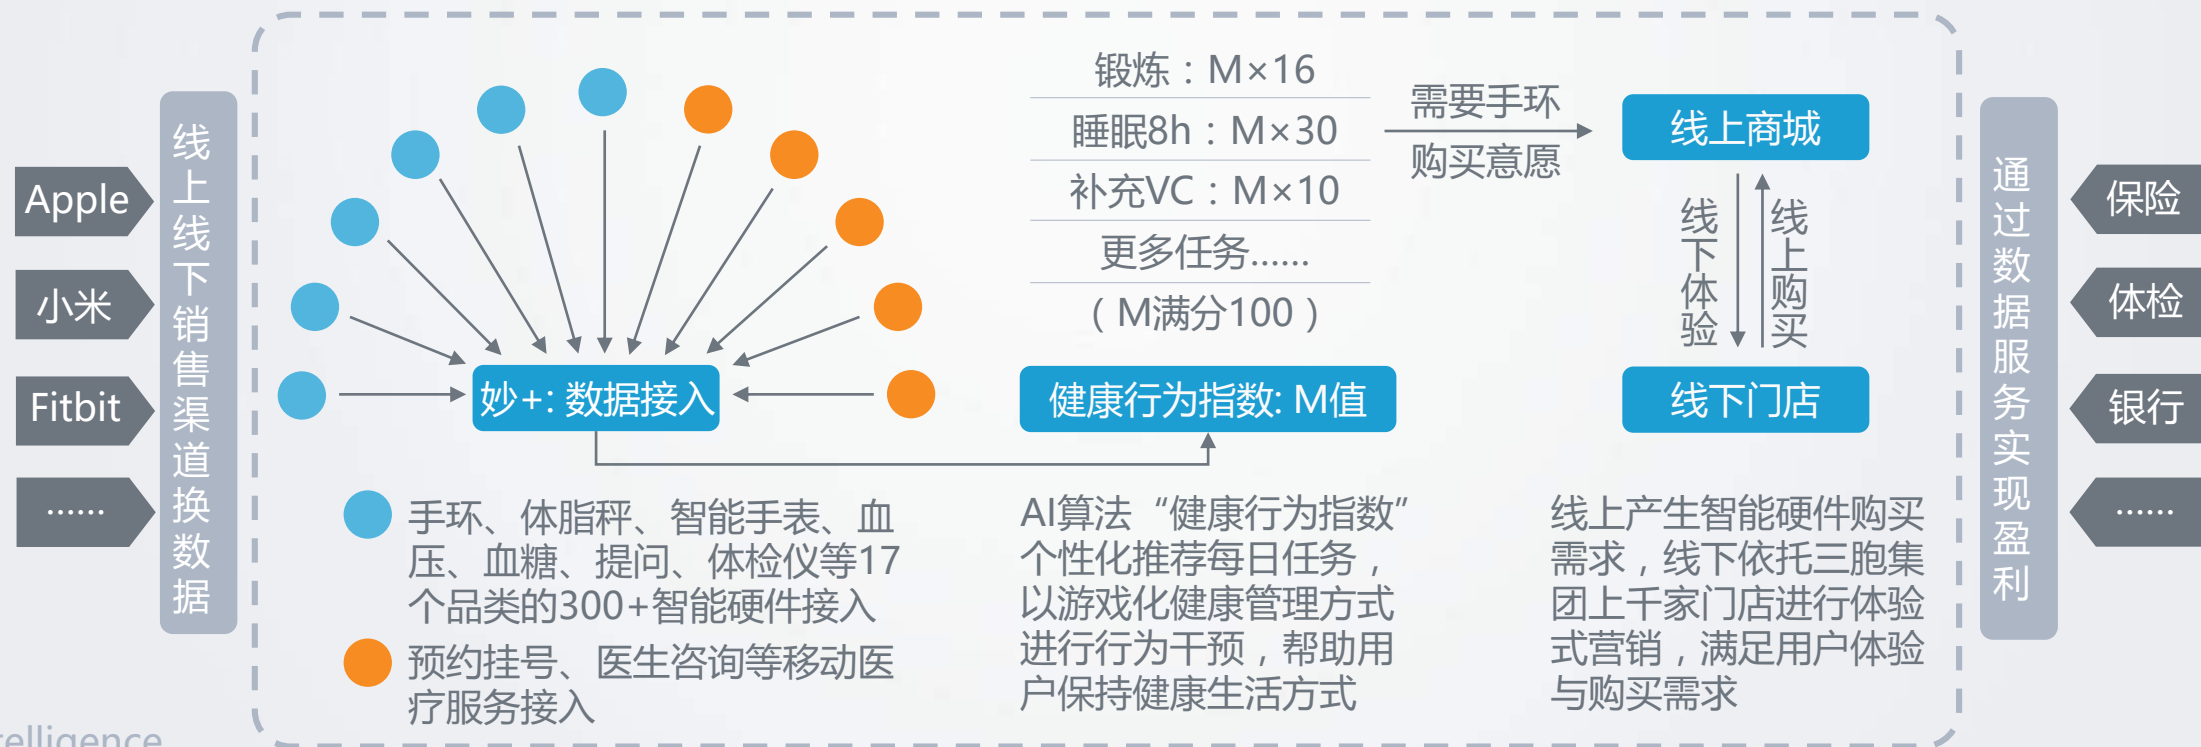 Apple
小米
Fitbit
……
线上线下销售渠道换数据
妙+: 数据接入
手环、体脂秤、智能手表、血
压、血糖、提问、体检仪等17
个品类的300+智能硬件接入
预约挂号、医生咨询等移动医
疗服务接入
锻炼：M×16
睡眠8h：M×30
补充VC：M×10
更多任务……
（M满分100）
健康行为指数: M值
AI算法“健康行为指数”
个性化推荐每日任务，
以游戏化健康管理方式
进行行为干预，帮助用
户保持健康生活方式
需要手环
购买意愿
线上商城
线下体验
线上购买
线下门店
线上产生智能硬件购买
需求，线下依托三胞集
团上千家门店进行体验
式营销，满足用户体验
与购买需求
通过数据服务实现盈利
保险
体检
银行
……
telligence